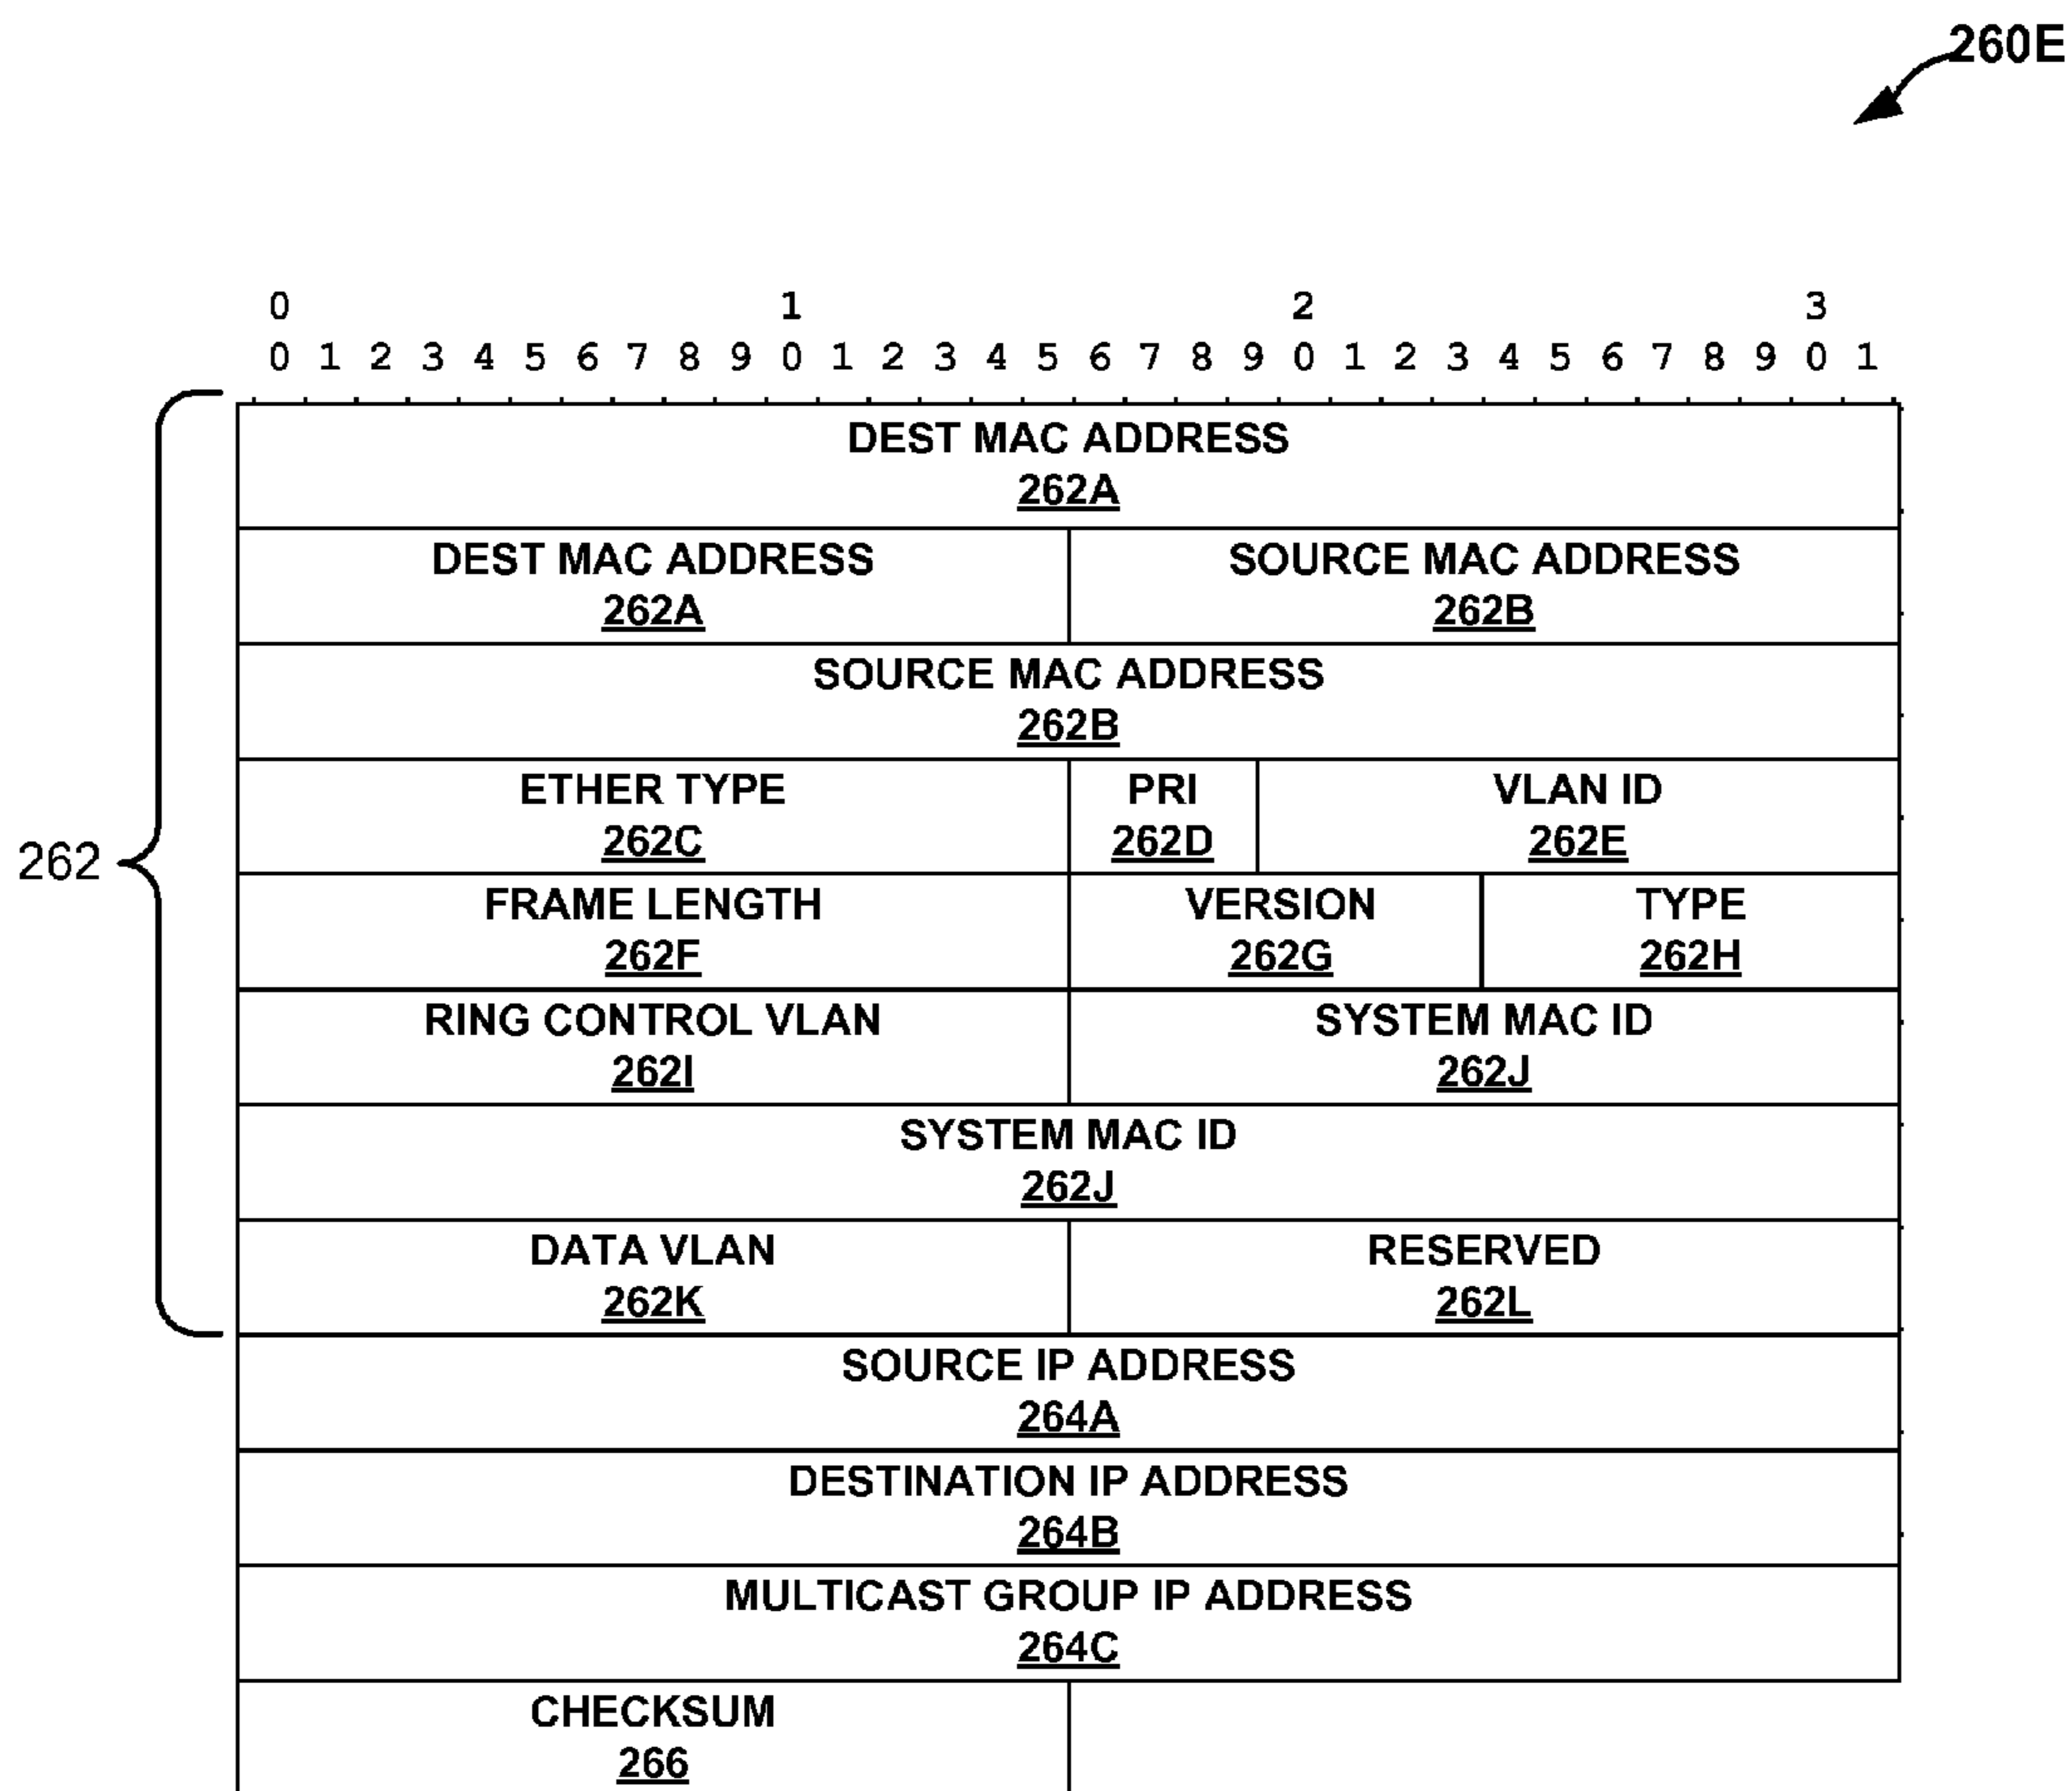 260E
0 1 2 3
0 1 2 3 4 5 6 7 8 9 0 1 2 3 4 5 6 7 8 9 0 1 2 3 4 5 6 7 8 9 0 1
DEST MAC ADDRESS
262A
DEST MAC ADDRESS SOURCE MAC ADDRESS
262A 262B
SOURCE MAC ADDRESS
262B
ETHER TYPE PRI VLAN ID
262C 262D 262E
262
FRAME LENGTH VERSION TYPE
262F 262G 262H
RING CONTROL VLAN SYSTEM MAC ID
262I 262J
SYSTEM MAC ID
262J
DATA VLAN RESERVED
262K 262L
SOURCE IP ADDRESS
264A
DESTINATION IP ADDRESS
264B
MULTICAST GROUP IP ADDRESS
264C
CHECKSUM
266